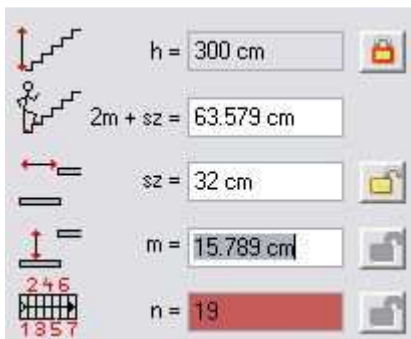 h = 300 cm
2m + sz = 63.579 cm
sz = 32 cm
m = 15.789 cm
246
1357
n = 19